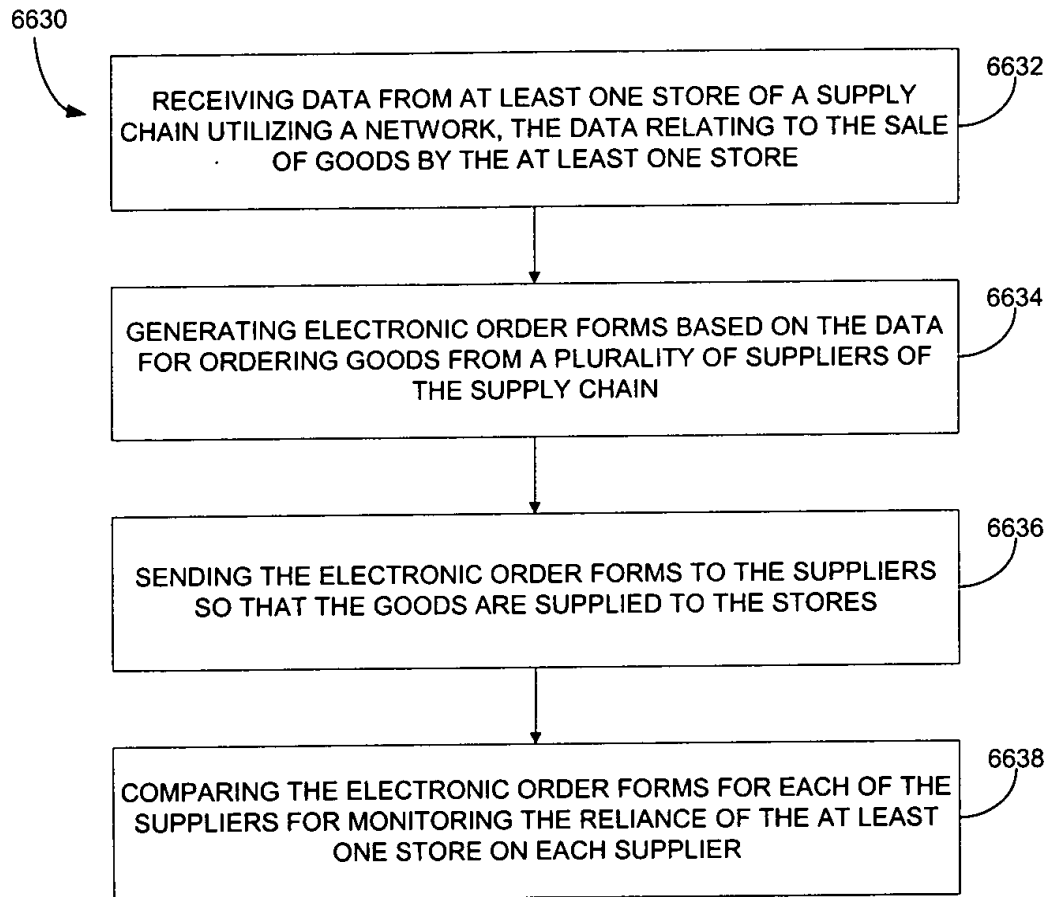 6630
6632
RECEIVING DATA FROM AT LEAST ONE STORE OF A SUPPLY
CHAIN UTILIZING A NETWORK, THE DATA RELATING TO THE SALE
OF GOODS BY THE AT LEAST ONE STORE
6634
GENERATING ELECTRONIC ORDER FORMS BASED ON THE DATA
FOR ORDERING GOODS FROM A PLURALITY OF SUPPLIERS OF
THE SUPPLY CHAIN
6636
SENDING THE ELECTRONIC ORDER FORMS TO THE SUPPLIERS
SO THAT THE GOODS ARE SUPPLIED TO THE STORES
6638
COMPARING THE ELECTRONIC ORDER FORMS FOR EACH OF THE
SUPPLIERS FOR MONITORING THE RELIANCE OF THE AT LEAST
ONE STORE ON EACH SUPPLIER